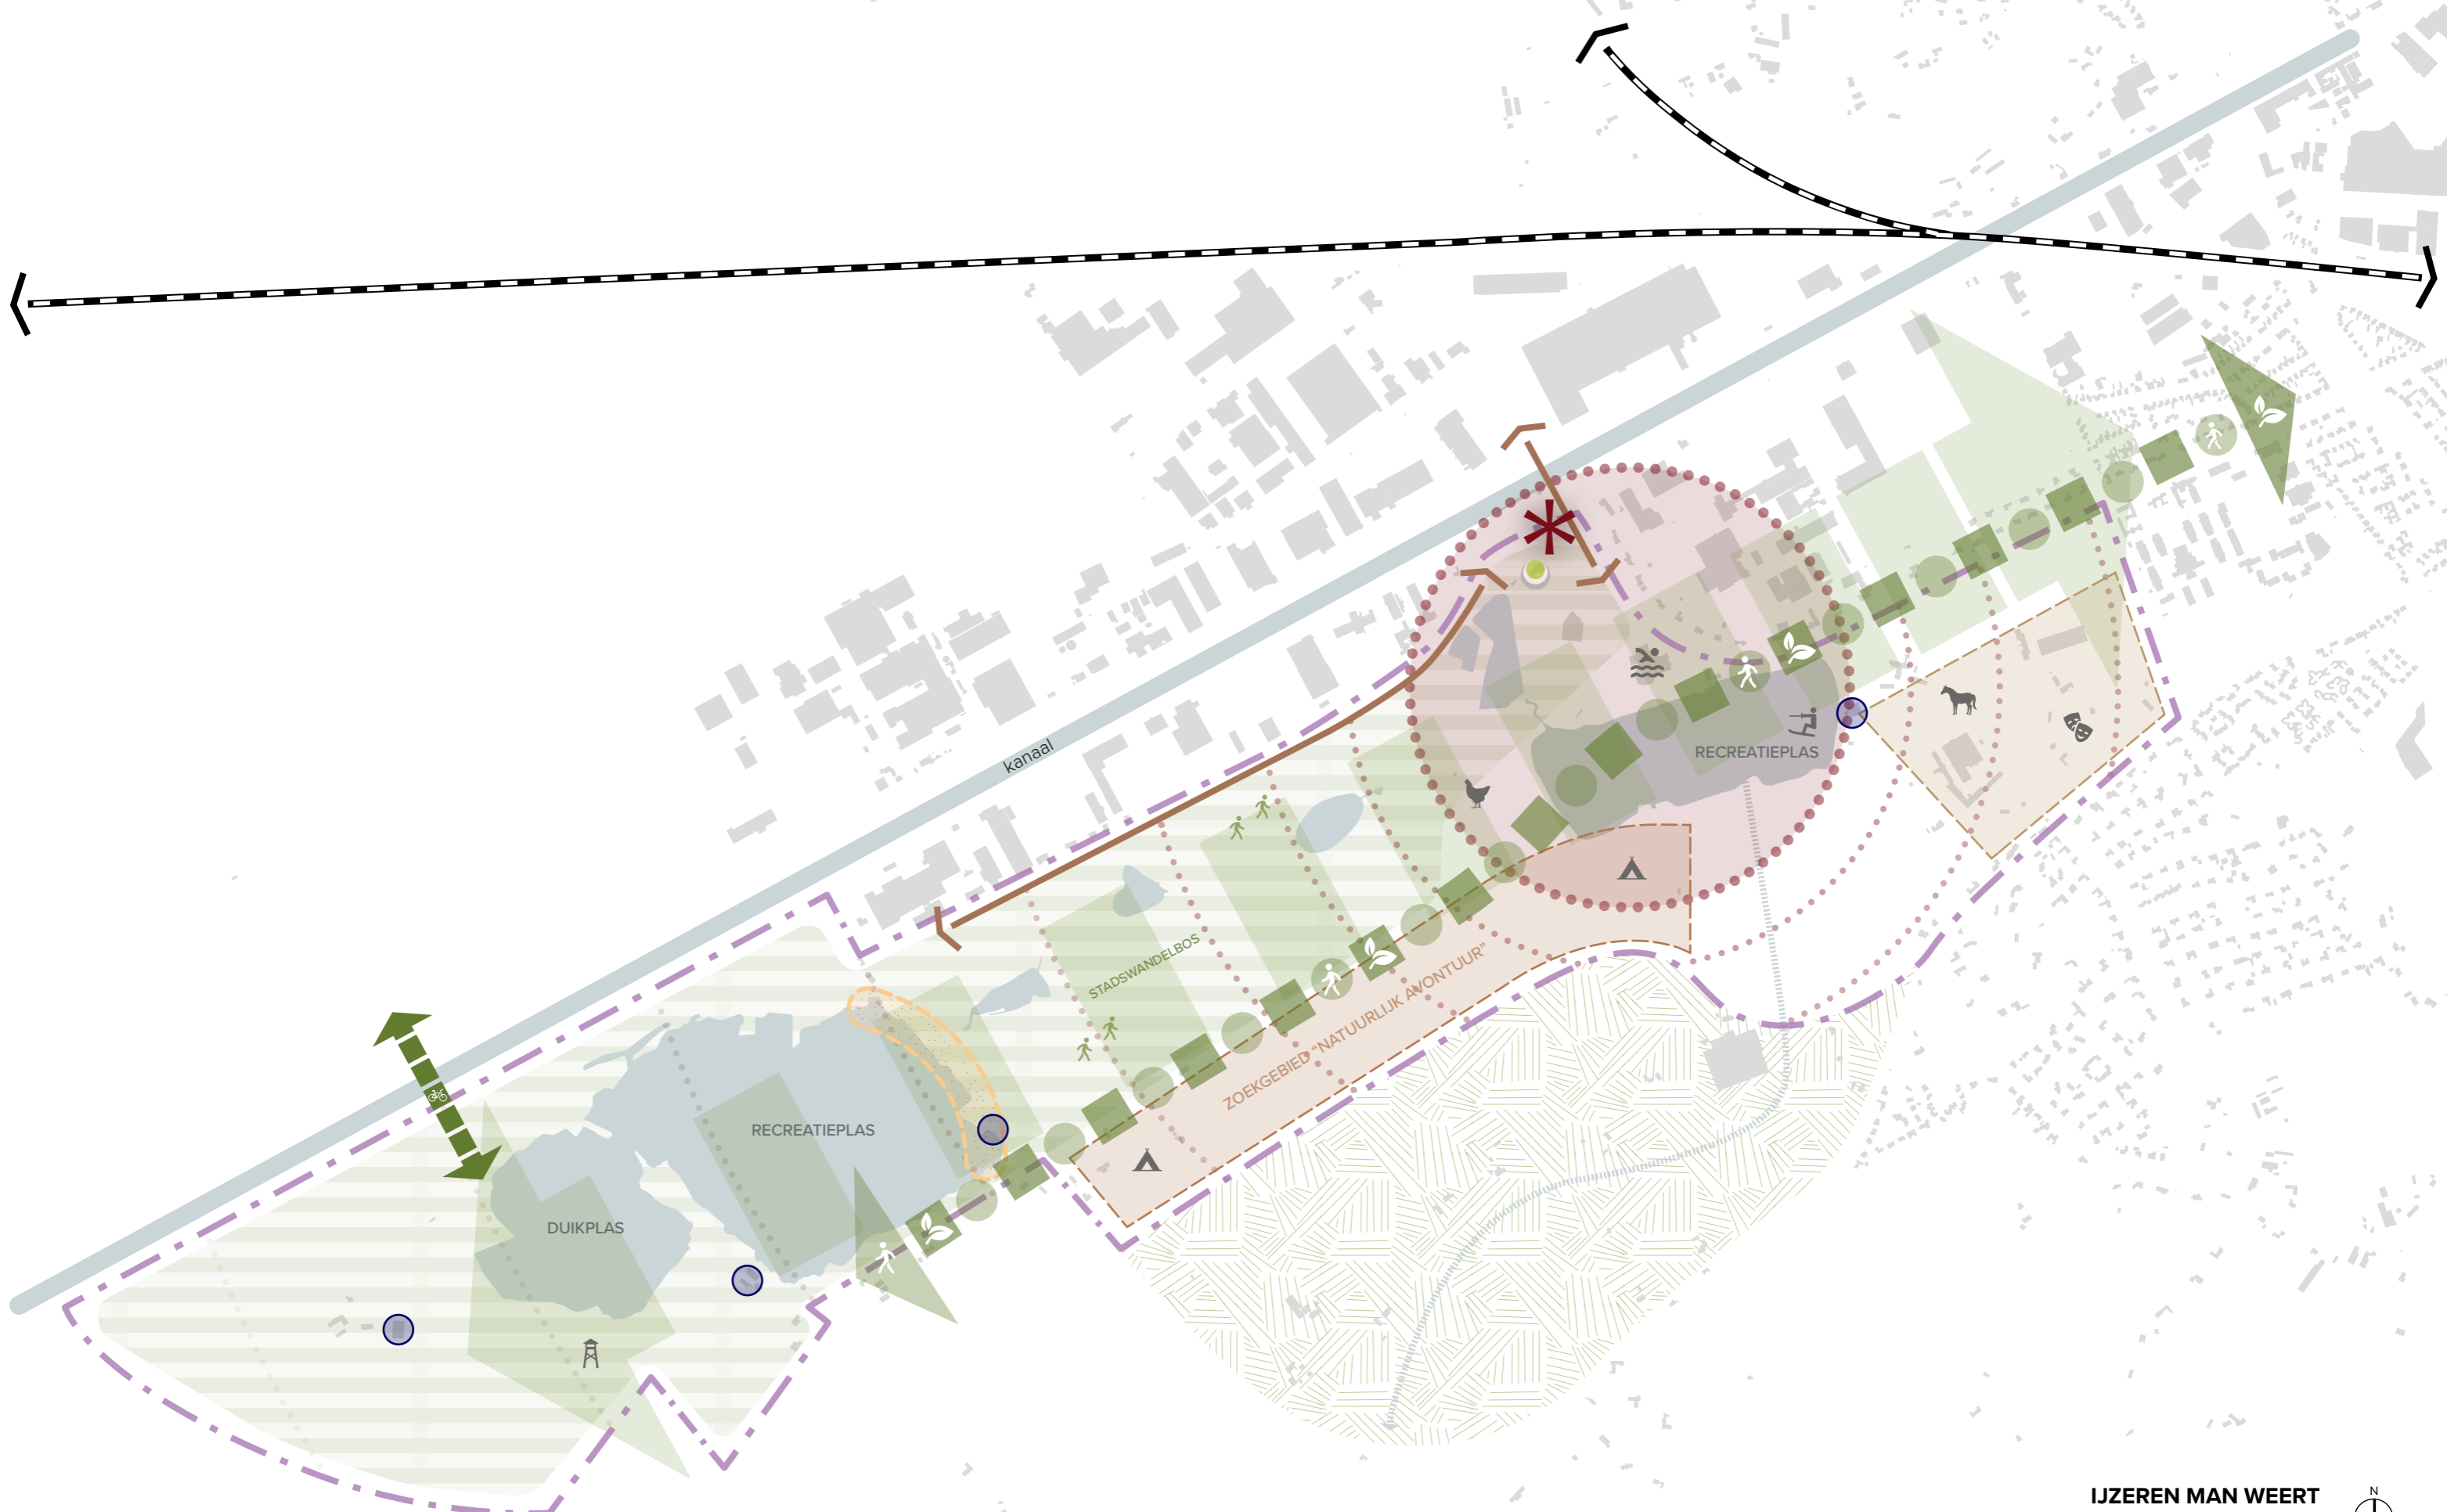 kanaal
RECREATIEPLAS
STADSWANDELBOS
ZOEKGEBIED “NATUURLIJK AVONTUUR”
RECREATIEPLAS
DUIKPLAS
IJZEREN MAN WEERT
N